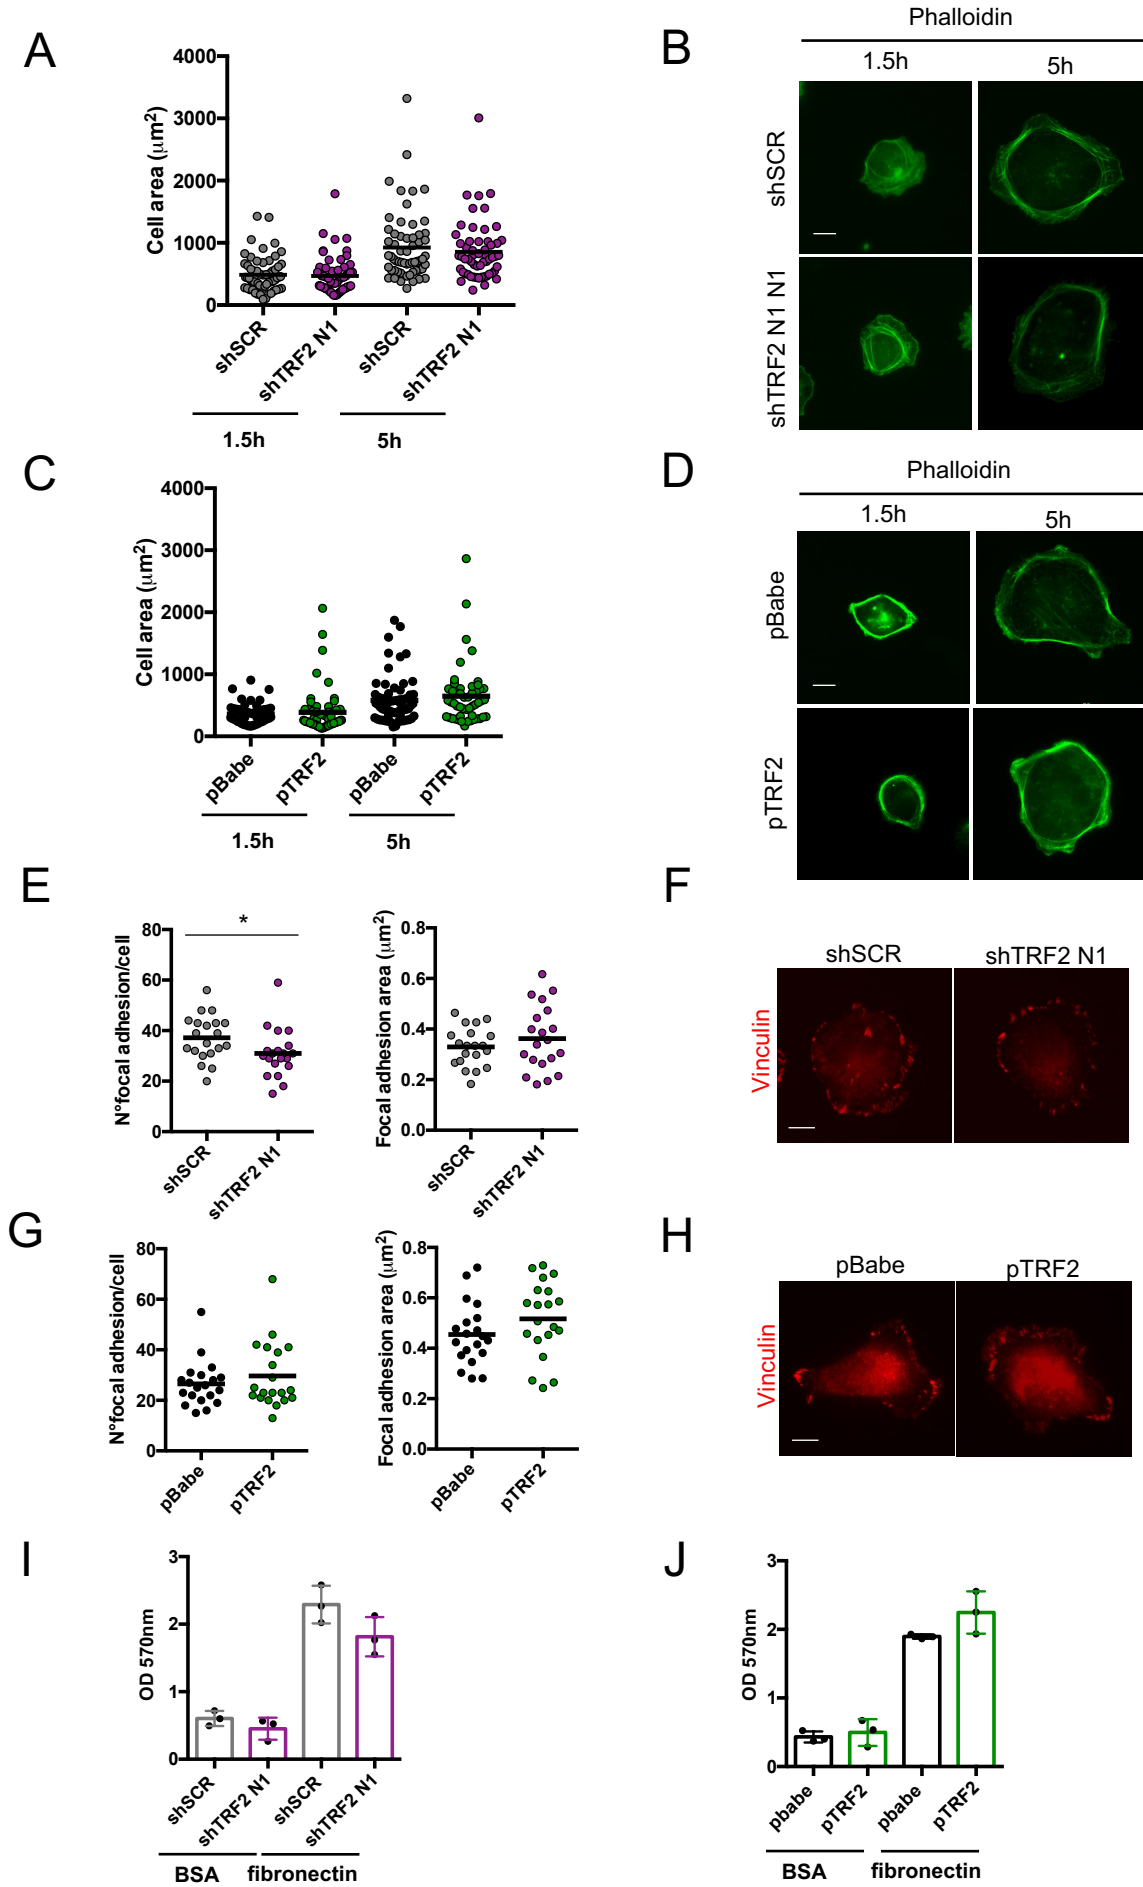 A
Cell area (μm²)
4000
3000
2000
1000
0
shSCR
shTRF2 N1
shSCR
shTRF2 N1
1.5h
5h
B
Phalloidin
1.5h
5h
shSCR
shTRF2 N1 N1
C
Cell area (μm²)
4000
3000
2000
1000
0
pBabe
pTRF2
pBabe
pTRF2
1.5h
5h
D
Phalloidin
1.5h
5h
pBabe
pTRF2
E
N°focal adhesion/cell
80
60
40
20
0
*
shSCR
shTRF2 N1
Focal adhesion area (μm²)
0.8
0.6
0.4
0.2
0.0
shSCR
shTRF2 N1
F
shSCR
shTRF2 N1
Vinculin
G
N°focal adhesion/cell
80
60
40
20
0
pBabe
pTRF2
Focal adhesion area (μm²)
0.8
0.6
0.4
0.2
0.0
pBabe
pTRF2
H
pBabe
pTRF2
Vinculin
I
OD 570nm
3
2
1
0
shSCR
shTRF2 N1
shSCR
shTRF2 N1
BSA
fibronectin
J
OD 570nm
3
2
1
0
pbabe
pTRF2
pbabe
pTRF2
BSA
fibronectin